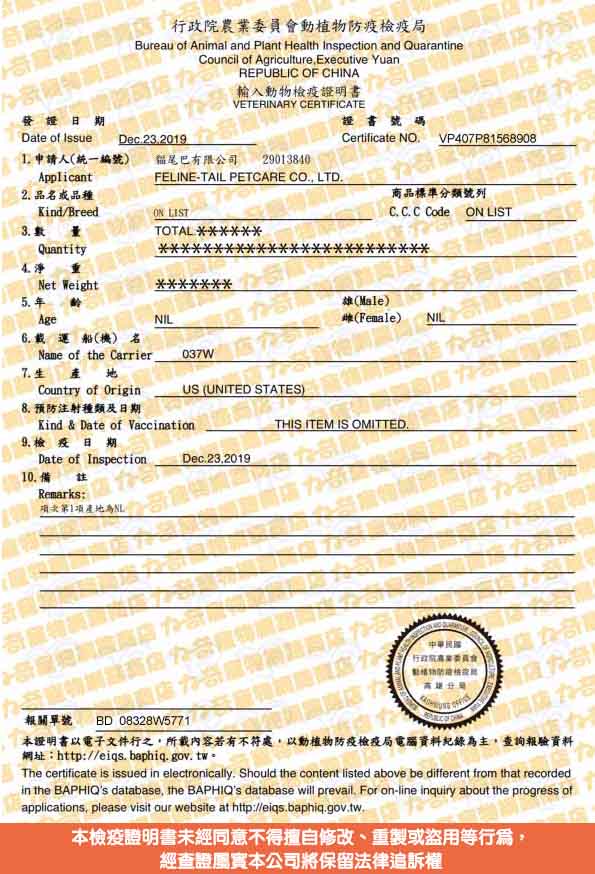 行政院農業委員會動植物防疫檢疫局
Bureau of Animal and Plant Health Inspection and Quarantine
Council of Agriculture,Executive Yuan
REPUBLIC OF CHINA
輸入動物檢疫證明書
VETERINARY CERTIFICATE
發證日期 證書號碼
Date of Issue Dec.23,2019 Certificate NO. VP407P81568908
1.申請人(統一編號) 貓尾巴有限公司 29013840
Applicant FELINE-TAIL PETCARE CO., LTD.
2.品名或品種 商品標準分類號列
Kind/Breed ON LIST C.C.C Code ON LIST
3.數量 TOTAL ******
Quantity *************************
4.淨重
Net Weight *******
5.年齡 雄(Male)
Age NIL 雌(Female) NIL
6.載運船(機)名
Name of the Carrier 037W
7.生產地
Country of Origin US (UNITED STATES)
8.預防注射種類及日期
Kind & Date of Vaccination THIS ITEM IS OMITTED.
9.檢疫日期
Date of Inspection Dec.23,2019
10.備註
Remarks:
項次第1項產地為NL
中華民國
行政院農業委員會
動植物防疫檢疫局
高雄分局
KAOHSIUNG OFFICE
REPUBLIC OF CHINA
報關單號 BD 08328W5771
本證明書以電子文件行之，所載內容若有不符處，以動植物防疫檢疫局電腦資料紀錄為主，查詢報驗資料
網址：http://eiqs.baphiq.gov.tw。
The certificate is issued in electronically. Should the content listed above be different from that recorded
in the BAPHIQ's database, the BAPHIQ's database will prevail. For on-line inquiry about the progress of
applications, please visit our website at http://eiqs.baphiq.gov.tw.
本檢疫證明書未經同意不得擅自修改、重製或盜用等行為，
經查證屬實本公司將保留法律追訴權